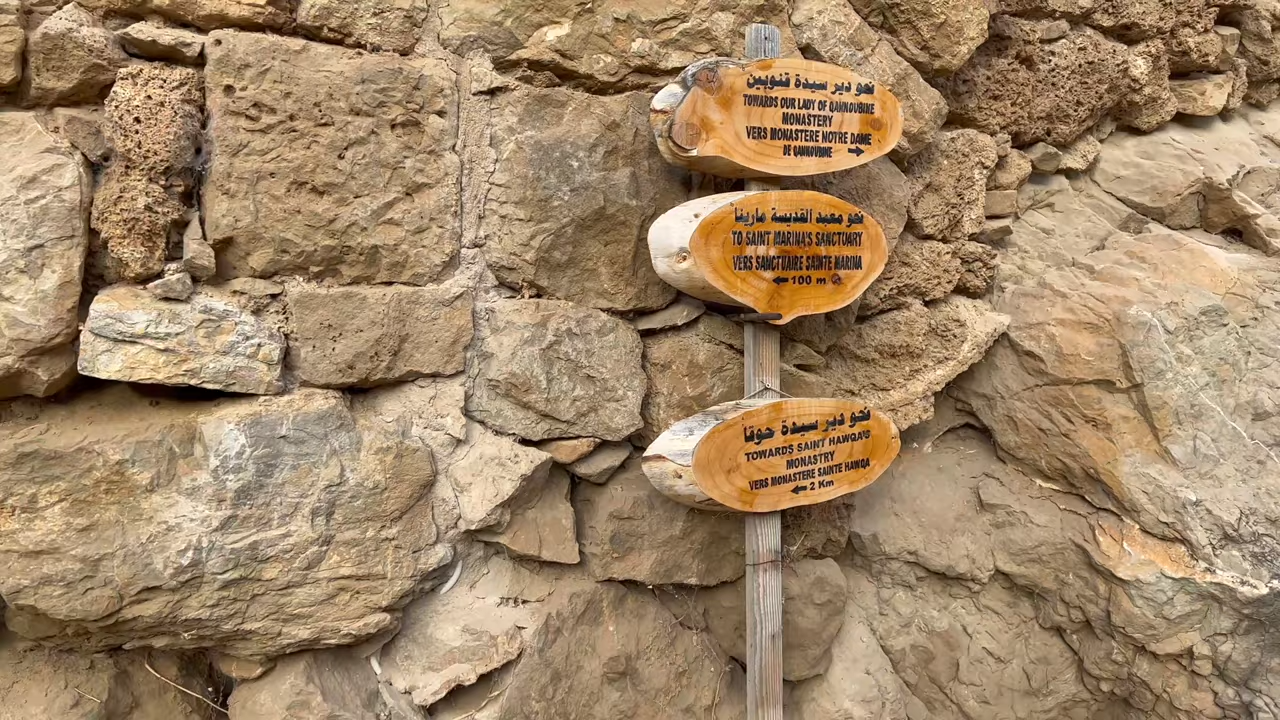 نحو دير سيدة قنوبين
TOWARDS OUR LADY OF QANNOUBINE
MONASTERY
VERS MONASTERE NOTRE DAME
DE QANNOUBINE →
نحو معبد القديسة مارينا
TO SAINT MARINA'S SANCTUARY
VERS SANCTUAIRE SAINTE MARINA
← 100 m
نحو دير سيدة حوقا
TOWARDS SAINT HAWQA'S
MONASTRY
VERS MONASTERE SAINTE HAWQA
← 2 Km